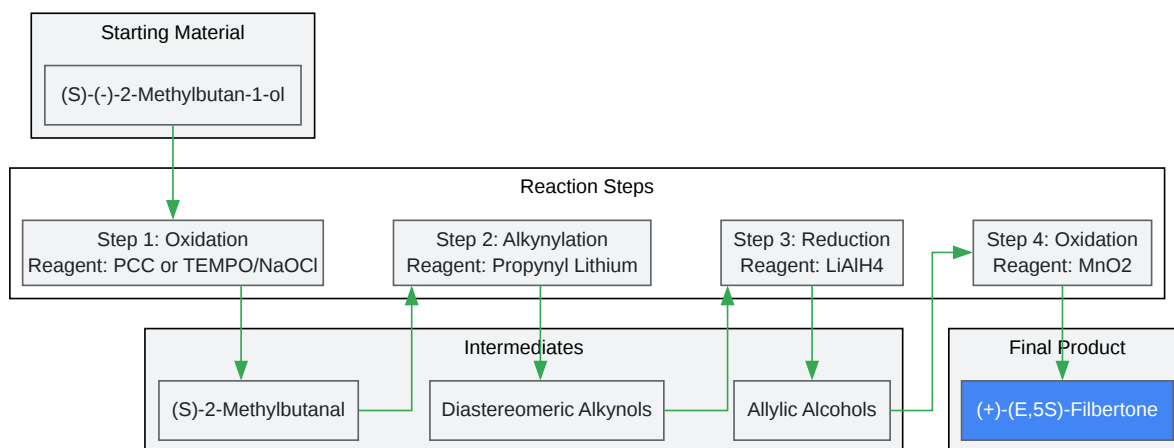 Starting Material
(S)-(-)-2-Methylbutan-1-ol
Reaction Steps
Step 1: Oxidation
Reagent: PCC or TEMPO/NaOCl
Step 2: Alkynylation
Reagent: Propynyl Lithium
Step 3: Reduction
Reagent: LiAlH4
Step 4: Oxidation
Reagent: MnO2
Intermediates
(S)-2-Methylbutanal
Diastereomeric Alkynols
Allylic Alcohols
Final Product
(+)-(E,5S)-Filbertone